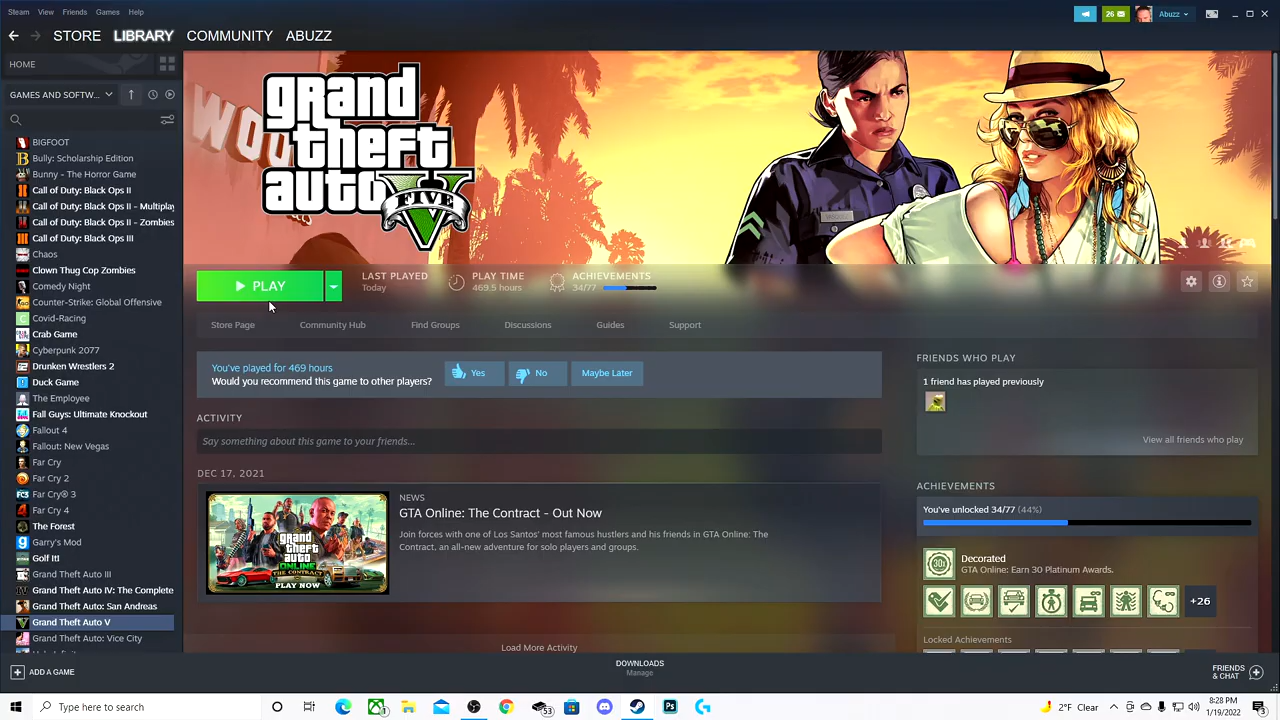 Steam View Friends Games Help
26 Abuzz
STORE LIBRARY COMMUNITY ABUZZ
HOME
GAMES AND SOFTW...
BIGFOOT
Bully: Scholarship Edition
Bunny - The Horror Game
Call of Duty: Black Ops II
Call of Duty: Black Ops II - Multiplay
Call of Duty: Black Ops II - Zombies
Call of Duty: Black Ops III
Chaos
Clown Thug Cop Zombies
Comedy Night
Counter-Strike: Global Offensive
Covid-Racing
Crab Game
Cyberpunk 2077
Drunken Wrestlers 2
Duck Game
The Employee
Fall Guys: Ultimate Knockout
Fallout 4
Fallout: New Vegas
Far Cry
Far Cry 2
Far Cry® 3
Far Cry 4
The Forest
Garry's Mod
Golf It!
Grand Theft Auto III
Grand Theft Auto IV: The Complete
Grand Theft Auto: San Andreas
Grand Theft Auto V
Grand Theft Auto: Vice City
ADD A GAME
grand
theft
auto
FIVE
PLAY
LAST PLAYED
Today
PLAY TIME
469.5 hours
ACHIEVEMENTS
34/77
Store Page Community Hub Find Groups Discussions Guides Support
You've played for 469 hours
Would you recommend this game to other players?
Yes No Maybe Later
ACTIVITY
Say something about this game to your friends...
DEC 17, 2021
grand
theft
auto
ONLINE
THE CONTRACT
PLAY NOW
NEWS
GTA Online: The Contract - Out Now
Join forces with one of Los Santos' most famous hustlers and his friends in GTA Online: The
Contract, an all-new adventure for solo players and groups.
Load More Activity
FRIENDS WHO PLAY
1 friend has played previously
View all friends who play
ACHIEVEMENTS
You've unlocked 34/77 (44%)
30x
Decorated
GTA Online: Earn 30 Platinum Awards.
+26
Locked Achievements
DOWNLOADS
Manage
FRIENDS
& CHAT
Type here to search
1
53
2°F Clear
8:28 PM
1/19/2022
3